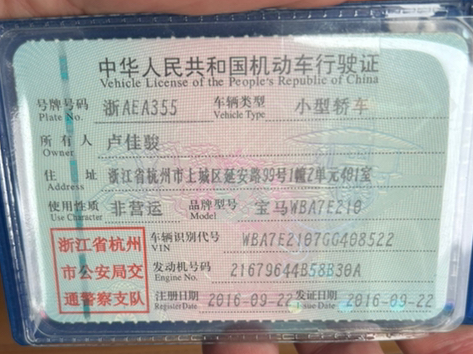 中华人民共和国机动车行驶证
Vehicle License of the People's Republic of China
号牌号码 浙AEA355 车辆类型 小型轿车
Plate No. Vehicle Type
所有人 卢佳骏
Owner
住址 浙江省杭州市上城区延安路99号1幢2单元401室
Address
使用性质 非营运 品牌型号 宝马WBA7E210
Use Character Model
浙江省杭州
市公安局交
通警察支队
车辆识别代号 WBA7E2107GG408522
VIN
发动机号码 21679644B58B30A
Engine No.
注册日期 2016-09-22 发证日期 2016-09-22
Register Date Issue Date